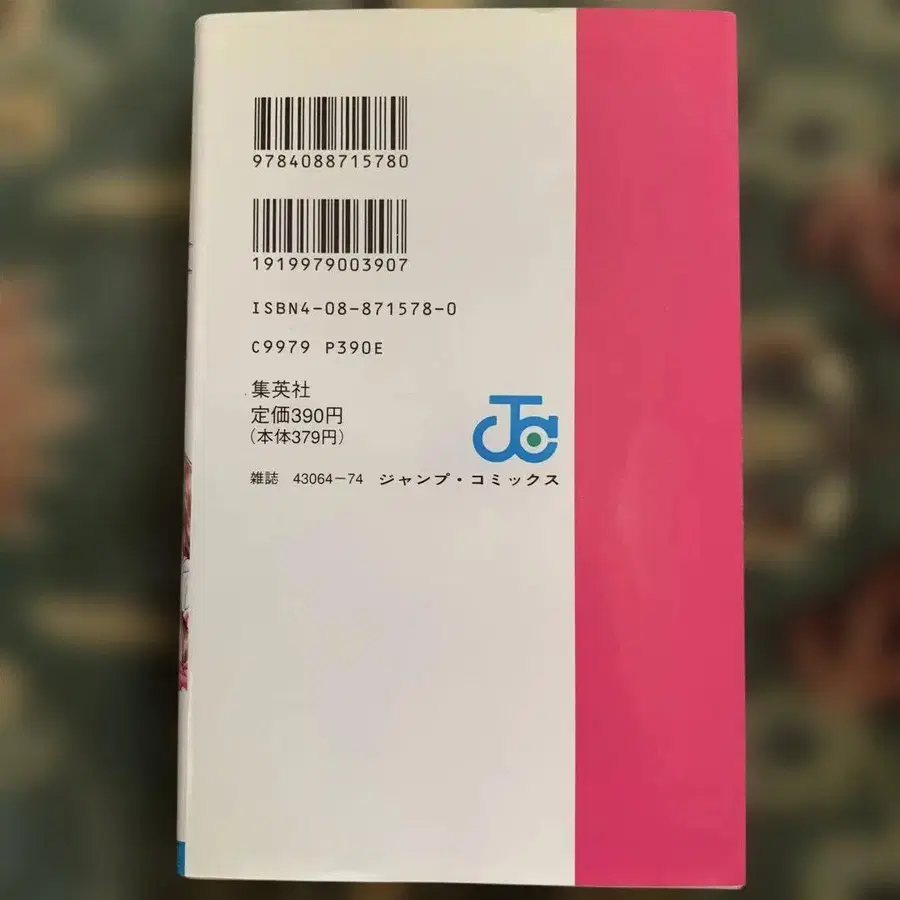 9784088715780
1919979003907
ISBN4-08-871578-0
C9979 P390E
集英社
定価390円
(本体379円)
JC
雑誌 43064-74 ジャンプ・コミックス